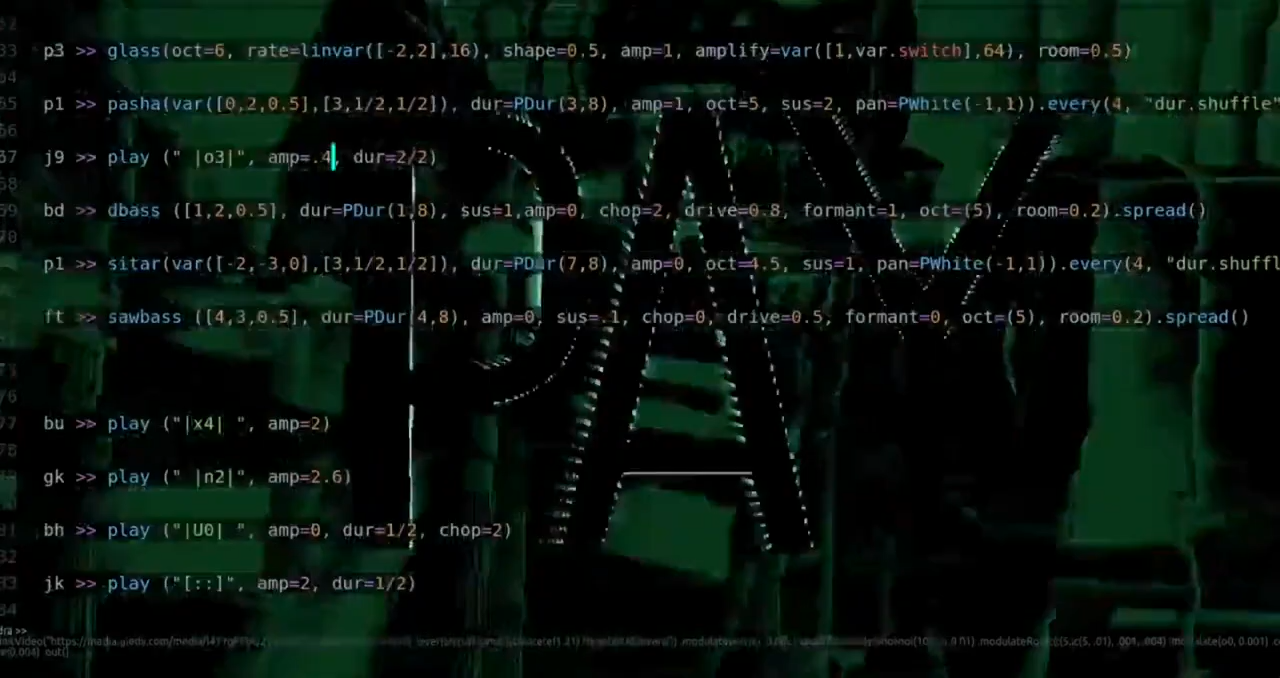 p3 >> glass(oct=6, rate=linvar([-2,2],16), shape=0.5, amp=1, amplify=var([1,var.switch],64), room=0.5)
p1 >> pasha(var([0,2,0.5],[3,1/2,1/2]), dur=PDur(3,8), amp=1, oct=5, sus=2, pan=PWhite(-1,1)).every(4, "dur.shuffle"
j9 >> play (" |o3|", amp=.4, dur=2/2)
bd >> dbass ([1,2,0.5], dur=PDur(1,8), sus=1,amp=0, chop=2, drive=0.8, formant=1, oct=(5), room=0.2).spread()
p1 >> sitar(var([-2,-3,0],[3,1/2,1/2]), dur=PDur(7,8), amp=0, oct=4.5, sus=1, pan=PWhite(-1,1)).every(4, "dur.shuffl
ft >> sawbass ([4,3,0.5], dur=PDur(4,8), amp=0, sus=.1, chop=0, drive=0.5, formant=0, oct=(5), room=0.2).spread()
PAY
bu >> play ("|x4| ", amp=2)
gk >> play (" |n2|", amp=2.6)
bh >> play ("|U0| ", amp=0, dur=1/2, chop=2)
jk >> play ("[::]", amp=2, dur=1/2)